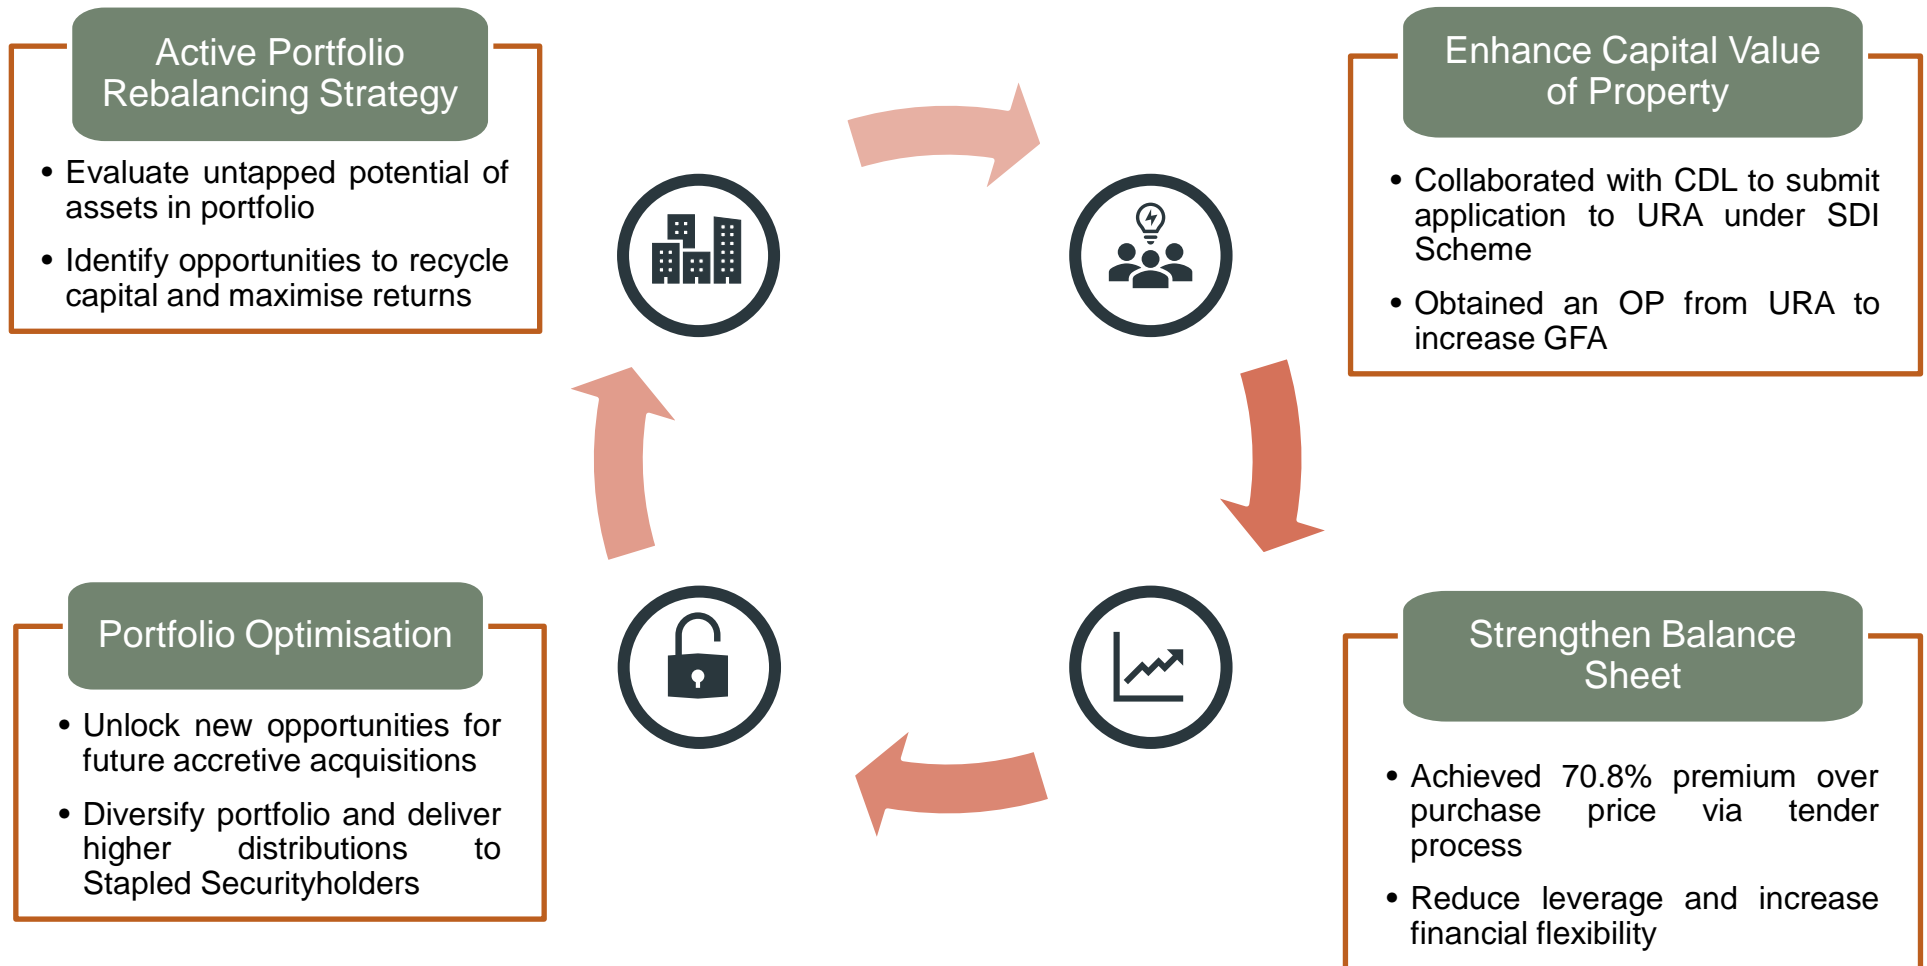 Active Portfolio
Rebalancing Strategy
• Evaluate untapped potential of
assets in portfolio
• Identify opportunities to recycle
capital and maximise returns
Enhance Capital Value
of Property
• Collaborated with CDL to submit
application to URA under SDI
Scheme
• Obtained an OP from URA to
increase GFA
Portfolio Optimisation
• Unlock new opportunities for
future accretive acquisitions
• Diversify portfolio and deliver
higher distributions to
Stapled Securityholders
Strengthen Balance
Sheet
• Achieved 70.8% premium over
purchase price via tender
process
• Reduce leverage and increase
financial flexibility